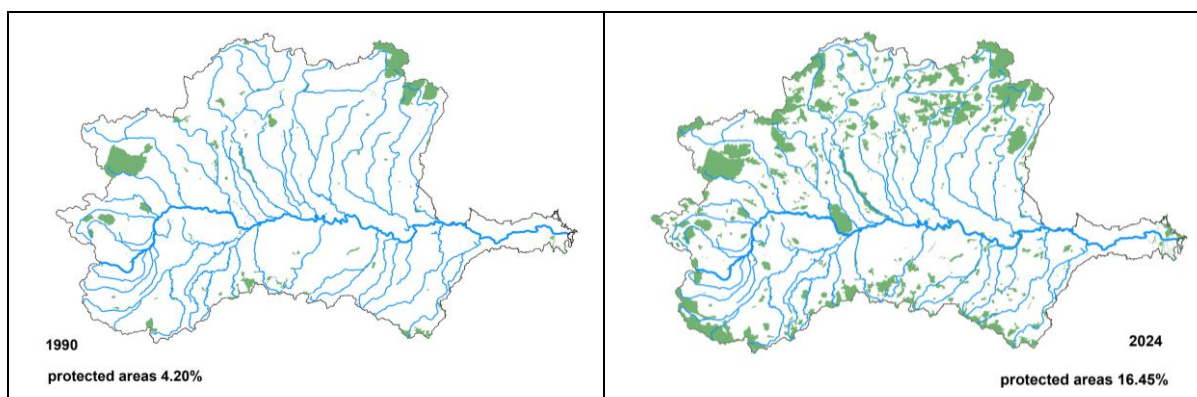 1990
protected areas 4.20%
2024
protected areas 16.45%